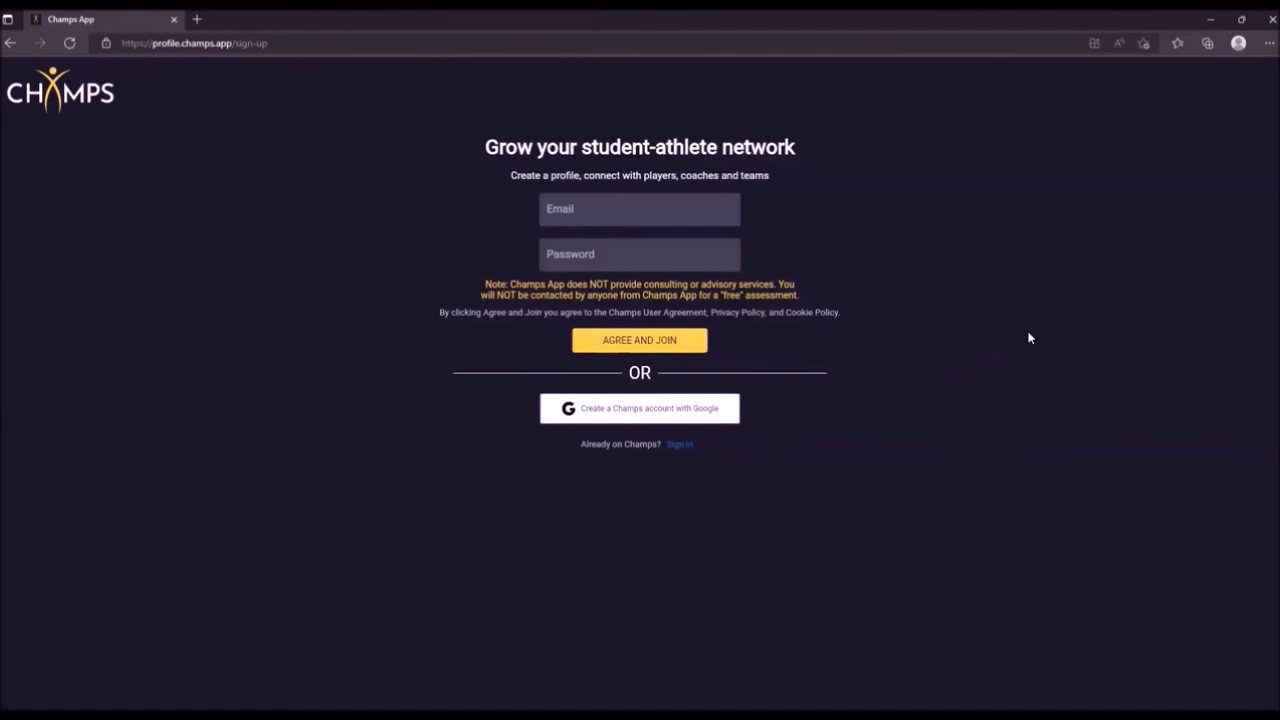 Champs App
https://profile.champs.app/sign-up
CHAMPS
Grow your student-athlete network
Create a profile, connect with players, coaches and teams
Email
Password
Note: Champs App does NOT provide consulting or advisory services. You
will NOT be contacted by anyone from Champs App for a "free" assessment.
By clicking Agree and Join you agree to the Champs User Agreement, Privacy Policy, and Cookie Policy.
AGREE AND JOIN
OR
G Create a Champs account with Google
Already on Champs? Sign In